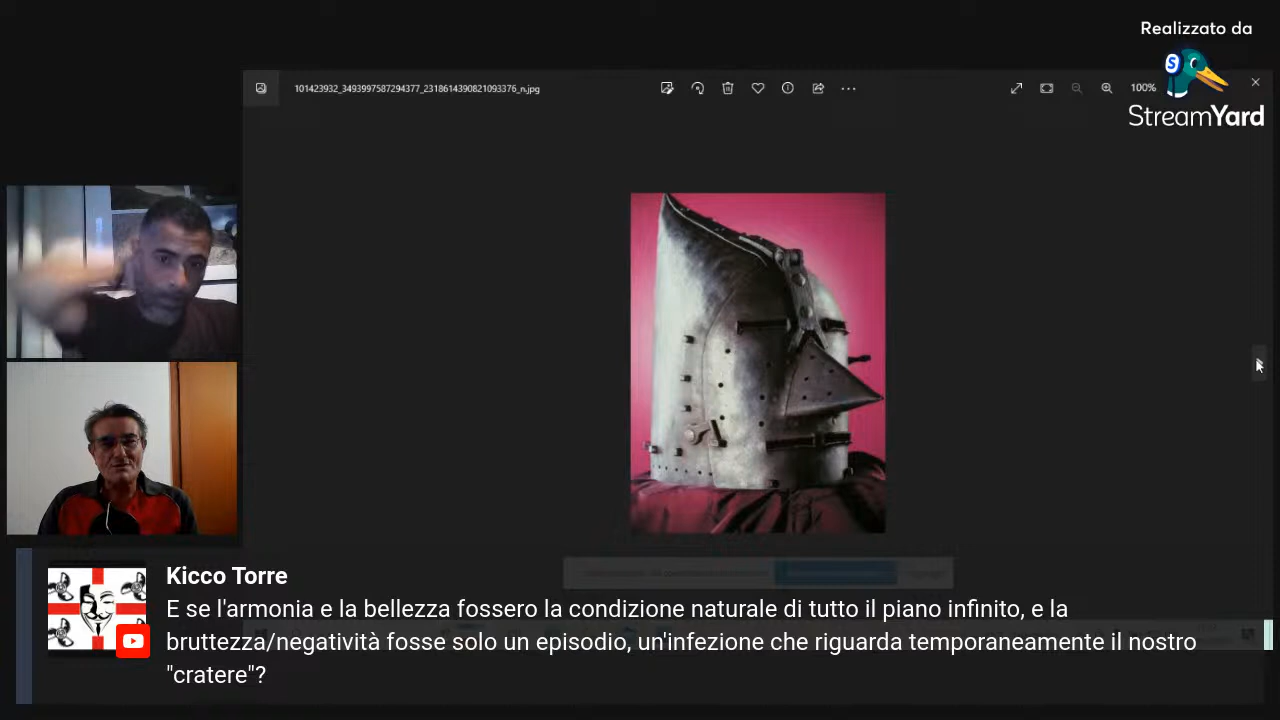 Realizzato da
StreamYard
101423932_3493997587294377_2318614390821093376_n.jpg
100%
Kicco Torre
E se l'armonia e la bellezza fossero la condizione naturale di tutto il piano infinito, e la
bruttezza/negatività fosse solo un episodio, un'infezione che riguarda temporaneamente il nostro
"cratere"?